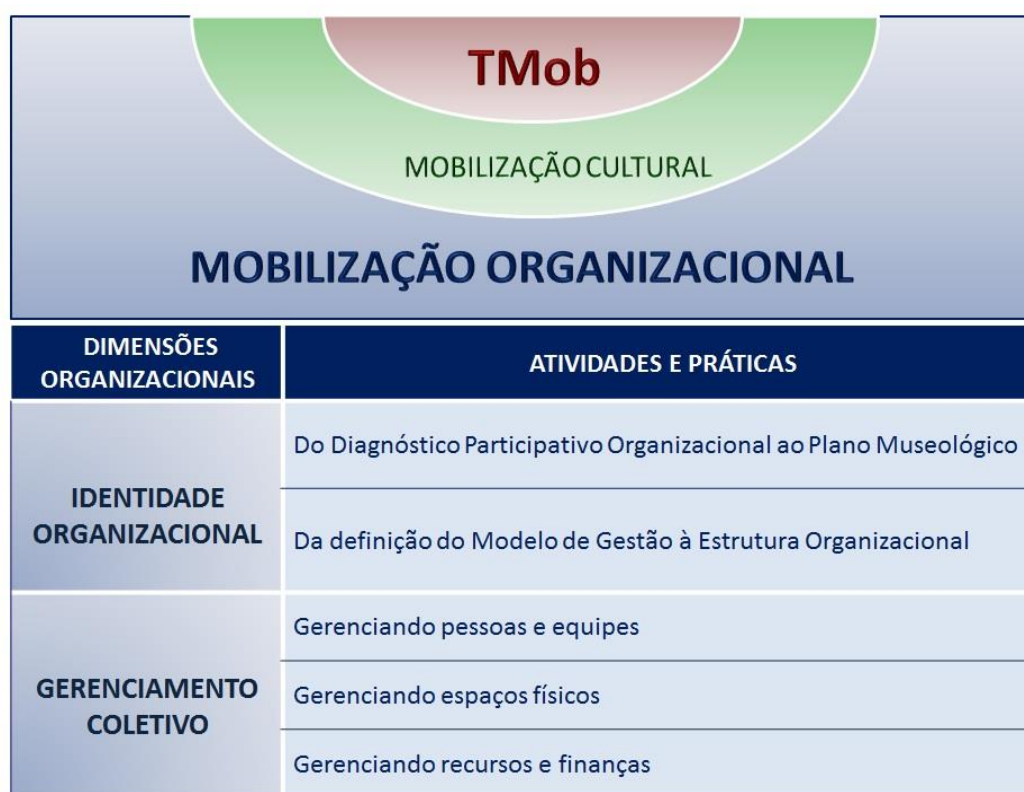 TMob
MOBILIZAÇÃO CULTURAL
MOBILIZAÇÃO ORGANIZACIONAL
DIMENSÕES
ORGANIZACIONAIS
ATIVIDADES E PRÁTICAS
IDENTIDADE
ORGANIZACIONAL
Do Diagnóstico Participativo Organizacional ao Plano Museológico
Da definição do Modelo de Gestão à Estrutura Organizacional
GERENCIAMENTO
COLETIVO
Gerenciando pessoas e equipes
Gerenciando espaços físicos
Gerenciando recursos e finanças